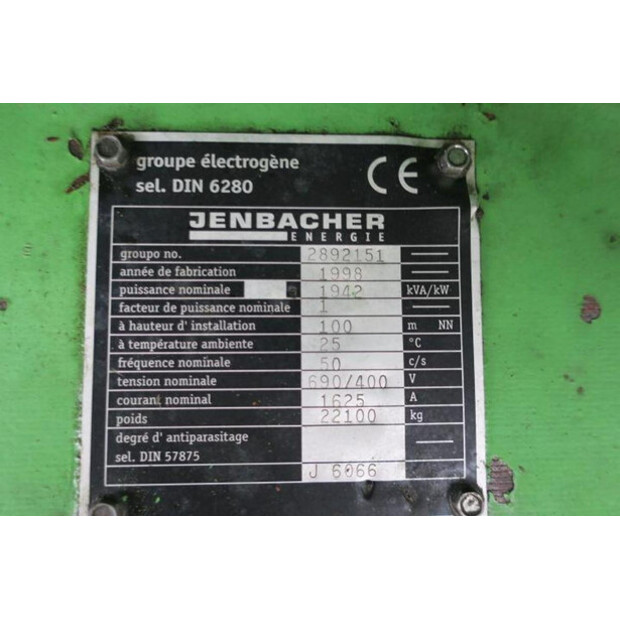 groupe électrogène
sel. DIN 6280
CE
JENBACHER
ENERGIE
groupo no. 2892151
année de fabrication 1998
puissance nominale 1942 kVA/kW
facteur de puissance nominale 1
à hauteur d' installation 100 m NN
à température ambiente 25 °C
fréquence nominale 50 c/s
tension nominale 690/400 V
courant nominal 1625 A
poids 22100 kg
degré d' antiparasitage
sel. DIN 57875
J 6066